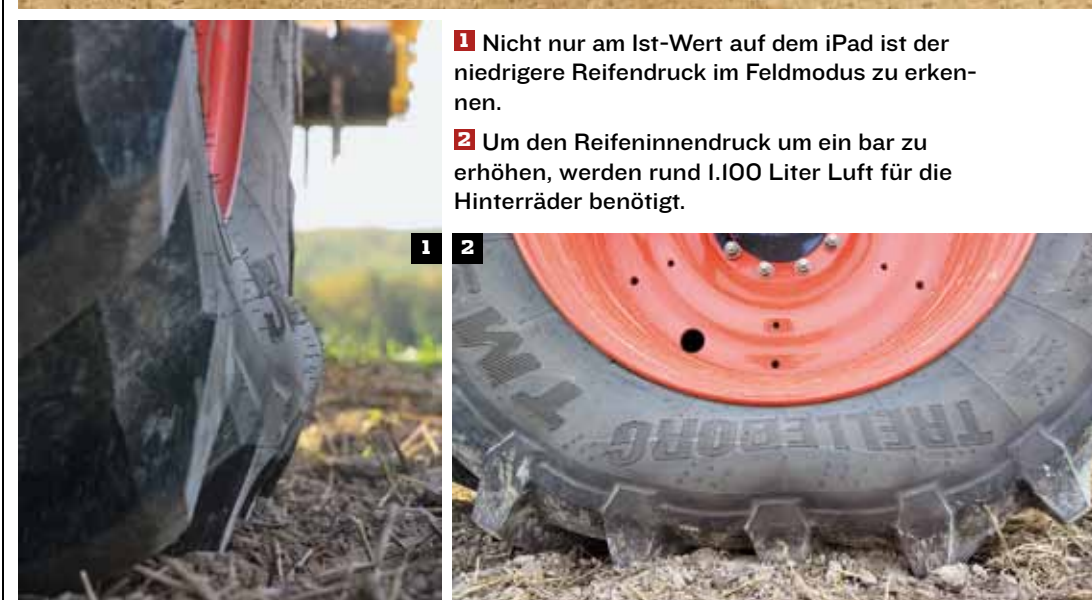 1 Nicht nur am Ist-Wert auf dem iPad ist der
niedrigere Reifendruck im Feldmodus zu erken-
nen.
2 Um den Reifeninnendruck um ein bar zu
erhöhen, werden rund 1.100 Liter Luft für die
Hinterräder benötigt.
1
2
TM
TRELLEBORG